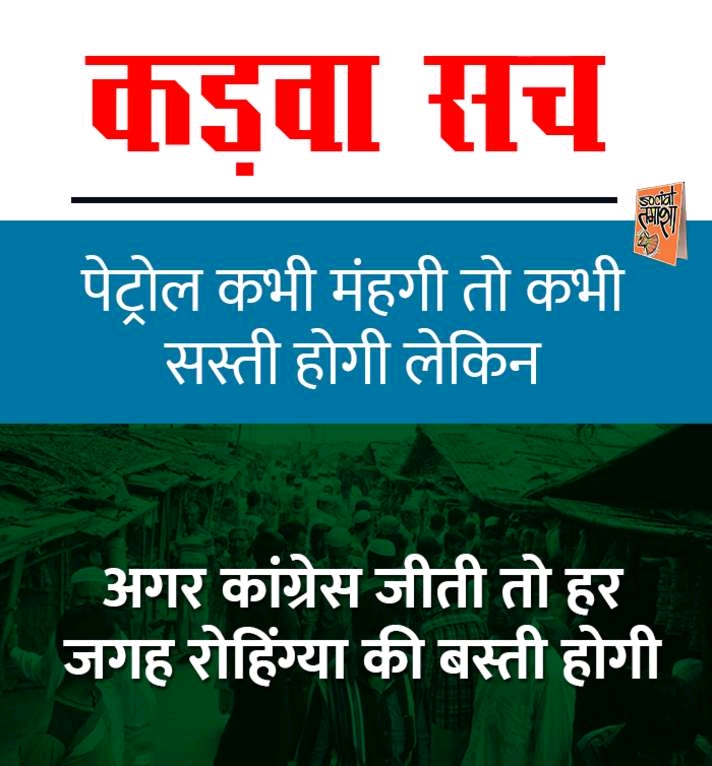 कड़वा सच
social
तमाशा
पेट्रोल कभी मंहगी तो कभी
सस्ती होगी लेकिन
अगर कांग्रेस जीती तो हर
जगह रोहिंग्या की बस्ती होगी